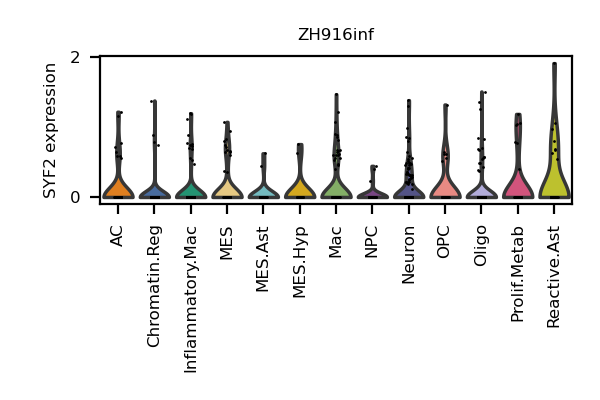 ZH916inf
SYF2 expression
2
0
AC
Chromatin.Reg
Inflammatory.Mac
MES
MES.Ast
MES.Hyp
Mac
NPC
Neuron
OPC
Oligo
Prolif.Metab
Reactive.Ast